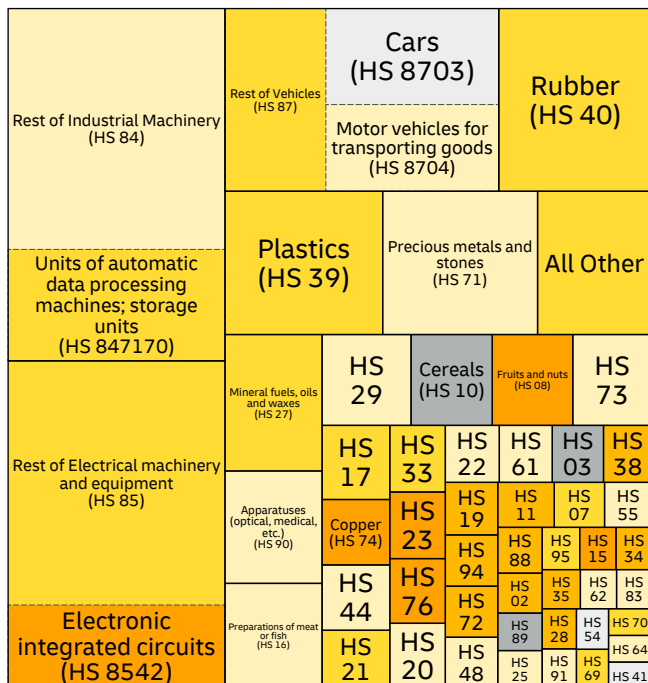 Rest of Industrial Machinery
(HS 84)
Units of automatic
data processing
machines; storage
units
(HS 847170)
Rest of Electrical machinery
and equipment
(HS 85)
Electronic
integrated circuits
(HS 8542)
Rest of Vehicles
(HS 87)
Cars
(HS 8703)
Motor vehicles for
transporting goods
(HS 8704)
Rubber
(HS 40)
Plastics
(HS 39)
Precious metals and
stones
(HS 71)
All Other
Mineral fuels, oils
and waxes
(HS 27)
Apparatuses
(optical, medical,
etc.)
(HS 90)
Preparations of meat
or fish
(HS 16)
HS
29
Cereals
(HS 10)
Fruits and nuts
(HS 08)
HS
73
HS
17
Copper
(HS 74)
HS
44
HS
21
HS
33
HS
23
HS
76
HS
20
HS
22
HS
61
HS
03
HS
38
HS
19
HS
94
HS
72
HS
48
HS
11
HS
07
HS
55
HS
88
HS
02
HS
89
HS
25
HS
95
HS
15
HS
34
HS
35
HS
62
HS
83
HS
28
HS
54
HS 70
HS 64
HS
91
HS
69
HS 41